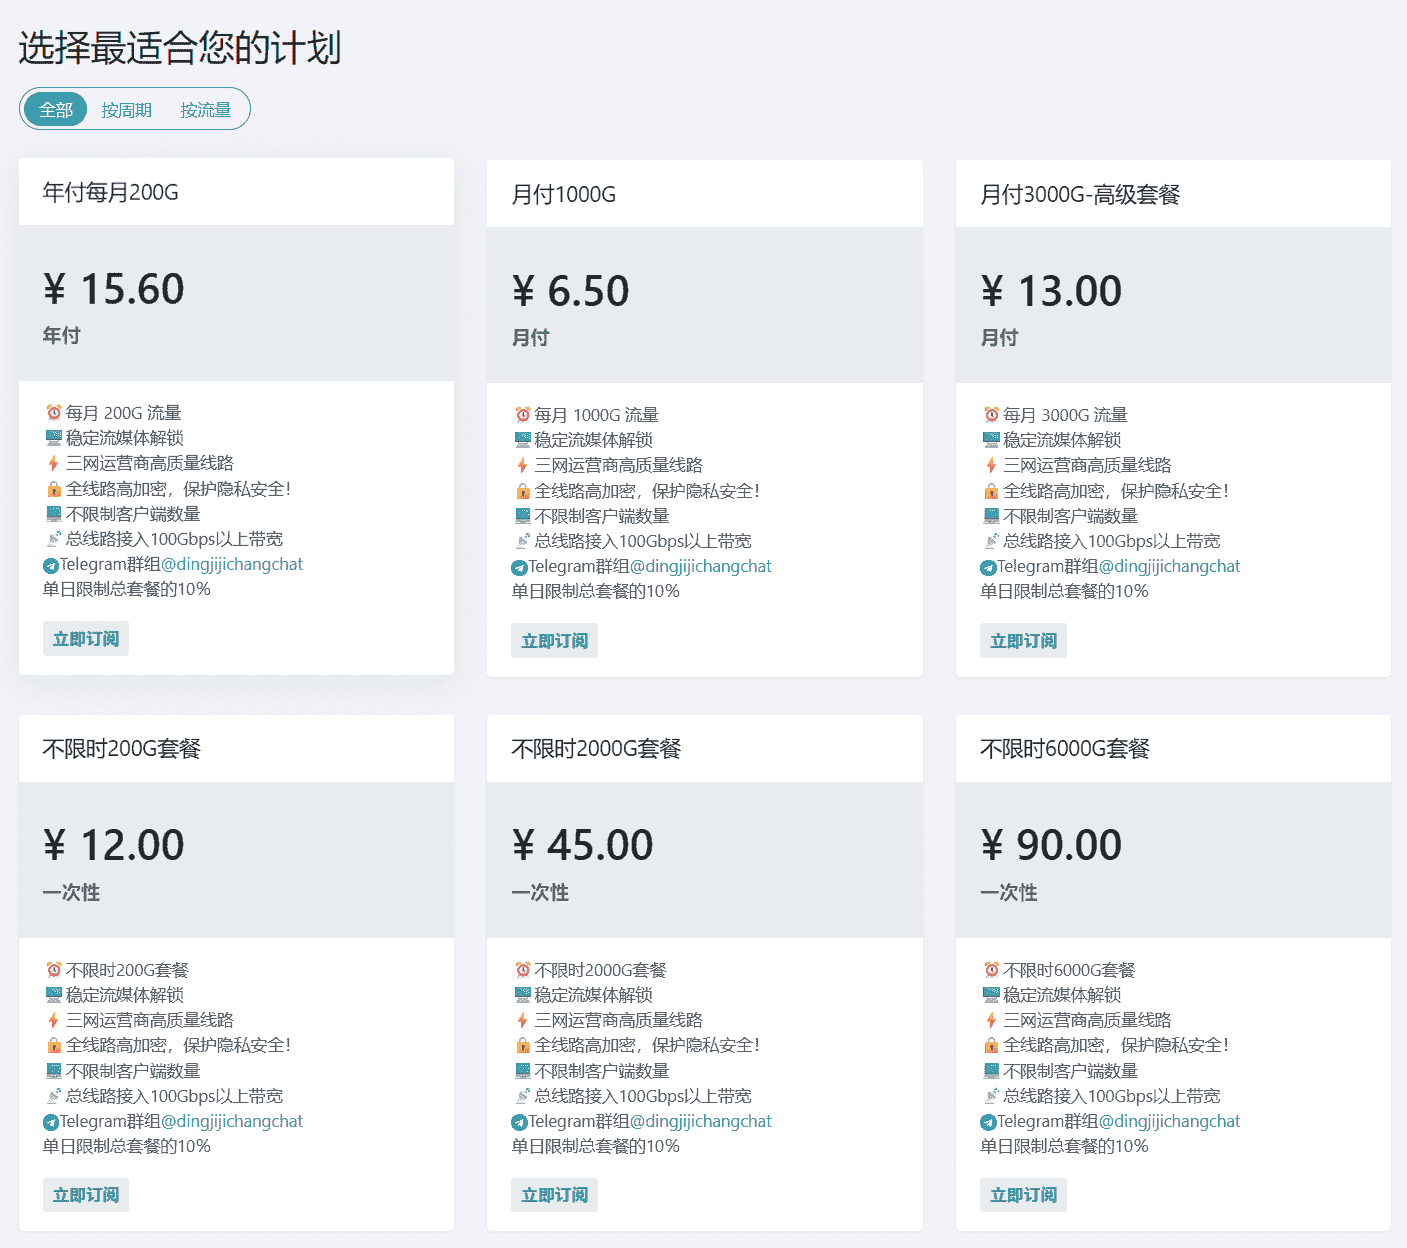 选择最适合您的计划
全部 按周期 按流量
年付每月200G
¥ 15.60
年付
每月 200G 流量
稳定流媒体解锁
三网运营商高质量线路
全线路高加密，保护隐私安全！
不限制客户端数量
总线路接入100Gbps以上带宽
Telegram群组@dingjijichangchat
单日限制总套餐的10%
立即订阅
月付1000G
¥ 6.50
月付
每月 1000G 流量
稳定流媒体解锁
三网运营商高质量线路
全线路高加密，保护隐私安全！
不限制客户端数量
总线路接入100Gbps以上带宽
Telegram群组@dingjijichangchat
单日限制总套餐的10%
立即订阅
月付3000G-高级套餐
¥ 13.00
月付
每月 3000G 流量
稳定流媒体解锁
三网运营商高质量线路
全线路高加密，保护隐私安全！
不限制客户端数量
总线路接入100Gbps以上带宽
Telegram群组@dingjijichangchat
单日限制总套餐的10%
立即订阅
不限时200G套餐
¥ 12.00
一次性
不限时200G套餐
稳定流媒体解锁
三网运营商高质量线路
全线路高加密，保护隐私安全！
不限制客户端数量
总线路接入100Gbps以上带宽
Telegram群组@dingjijichangchat
单日限制总套餐的10%
立即订阅
不限时2000G套餐
¥ 45.00
一次性
不限时2000G套餐
稳定流媒体解锁
三网运营商高质量线路
全线路高加密，保护隐私安全！
不限制客户端数量
总线路接入100Gbps以上带宽
Telegram群组@dingjijichangchat
单日限制总套餐的10%
立即订阅
不限时6000G套餐
¥ 90.00
一次性
不限时6000G套餐
稳定流媒体解锁
三网运营商高质量线路
全线路高加密，保护隐私安全！
不限制客户端数量
总线路接入100Gbps以上带宽
Telegram群组@dingjijichangchat
单日限制总套餐的10%
立即订阅